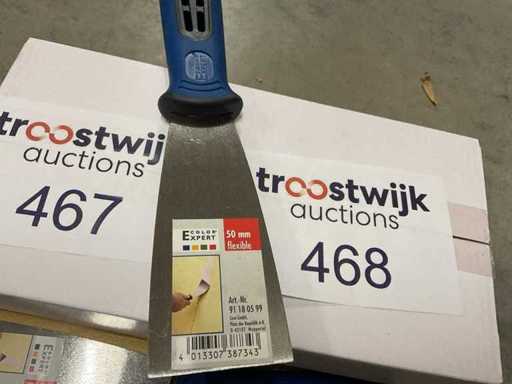 troostwijk
auctions
467
troostwijk
auctions
468
COLOR
EXPERT
50 mm
flexible
Art.-Nr.
91 18 05 99
4 013307 387343